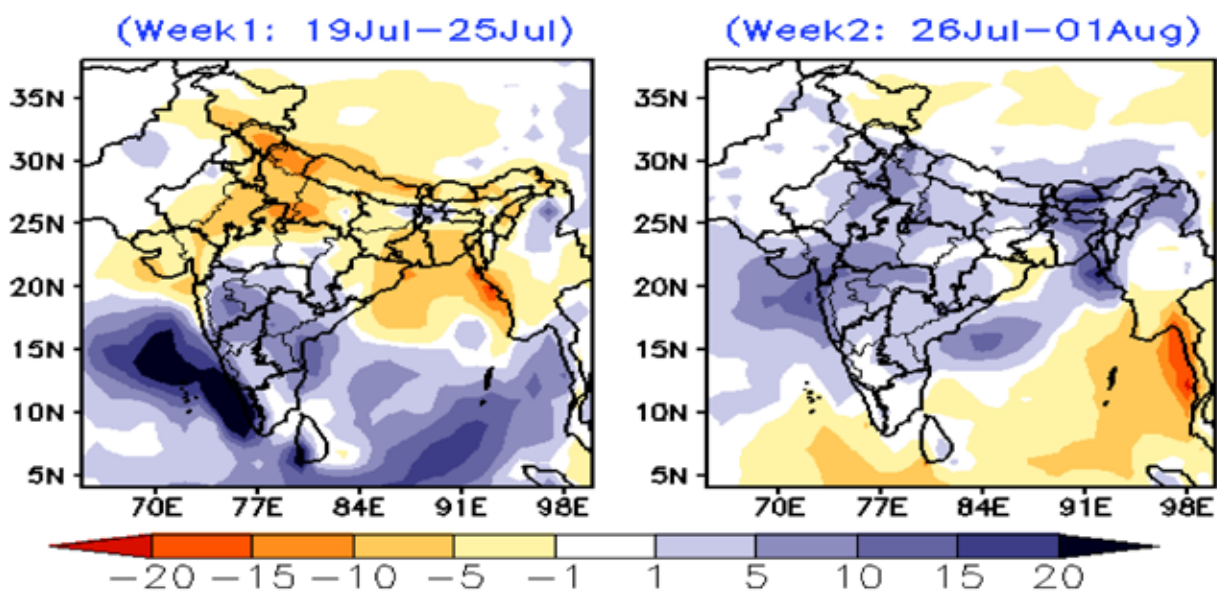 (Week1: 19Jul–25Jul)
(Week2: 26Jul–01Aug)
35N
30N
25N
20N
15N
10N
5N
70E 77E 84E 91E 98E
35N
30N
25N
20N
15N
10N
5N
70E 77E 84E 91E 98E
−20 −15 −10 −5 −1 1 5 10 15 20